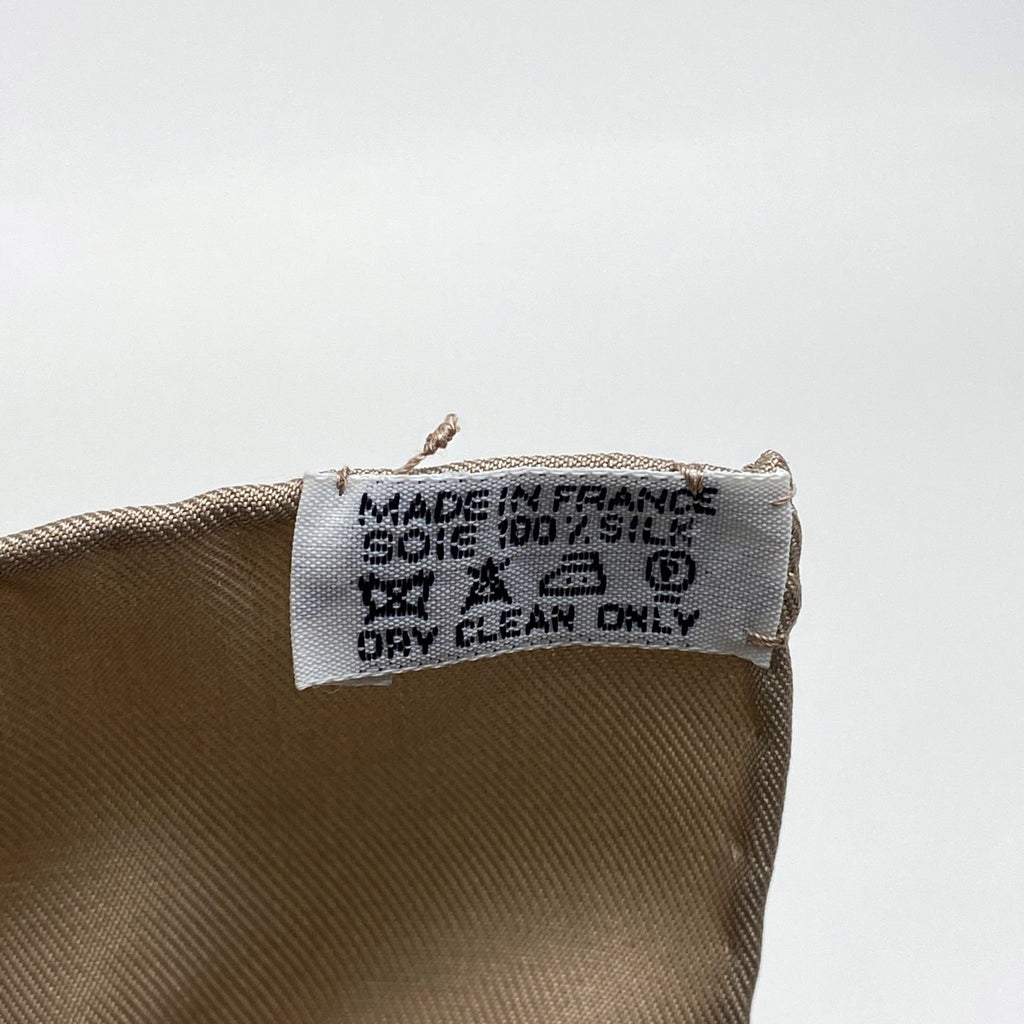 MADE IN FRANCE
SOIE 100% SILK
P
DRY CLEAN ONLY